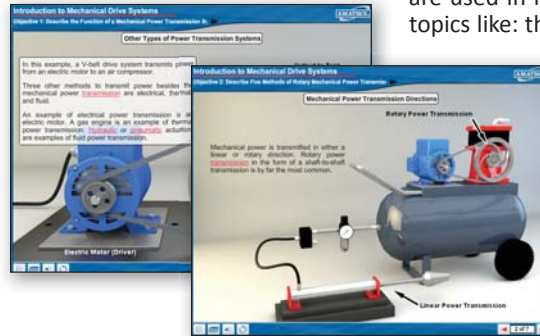 are used in
topics like: th
Introduction to Mechanical Drive Systems
AMATROL
Objective 1: Describe the Function of a Mechanical Power Transmission
Other Types of Power Transmission Systems
In this example, a V-belt drive system transmits power
from an electric motor to an air compressor.
Three other methods to transmit power besides
mechanical power transmission are electrical, thermal
and fluid.
An example of electrical power transmission is
electric motor. A gas engine is an example of thermal
power transmission. Hydraulic or pneumatic
are examples of fluid power transmission.
Electric Motor (Driver)
Introduction to Mechanical Drive Systems
Objective 2: Describe Five Methods of Rotary Mechanical Power
Mechanical Power Transmission Directions
Rotary Power Transmission
Mechanical power is transmitted in either a
linear or rotary direction. Rotary power
transmission in the form of a shaft-to-shaft
transmission is by far the most common.
Linear Power Transmission
2 of 7